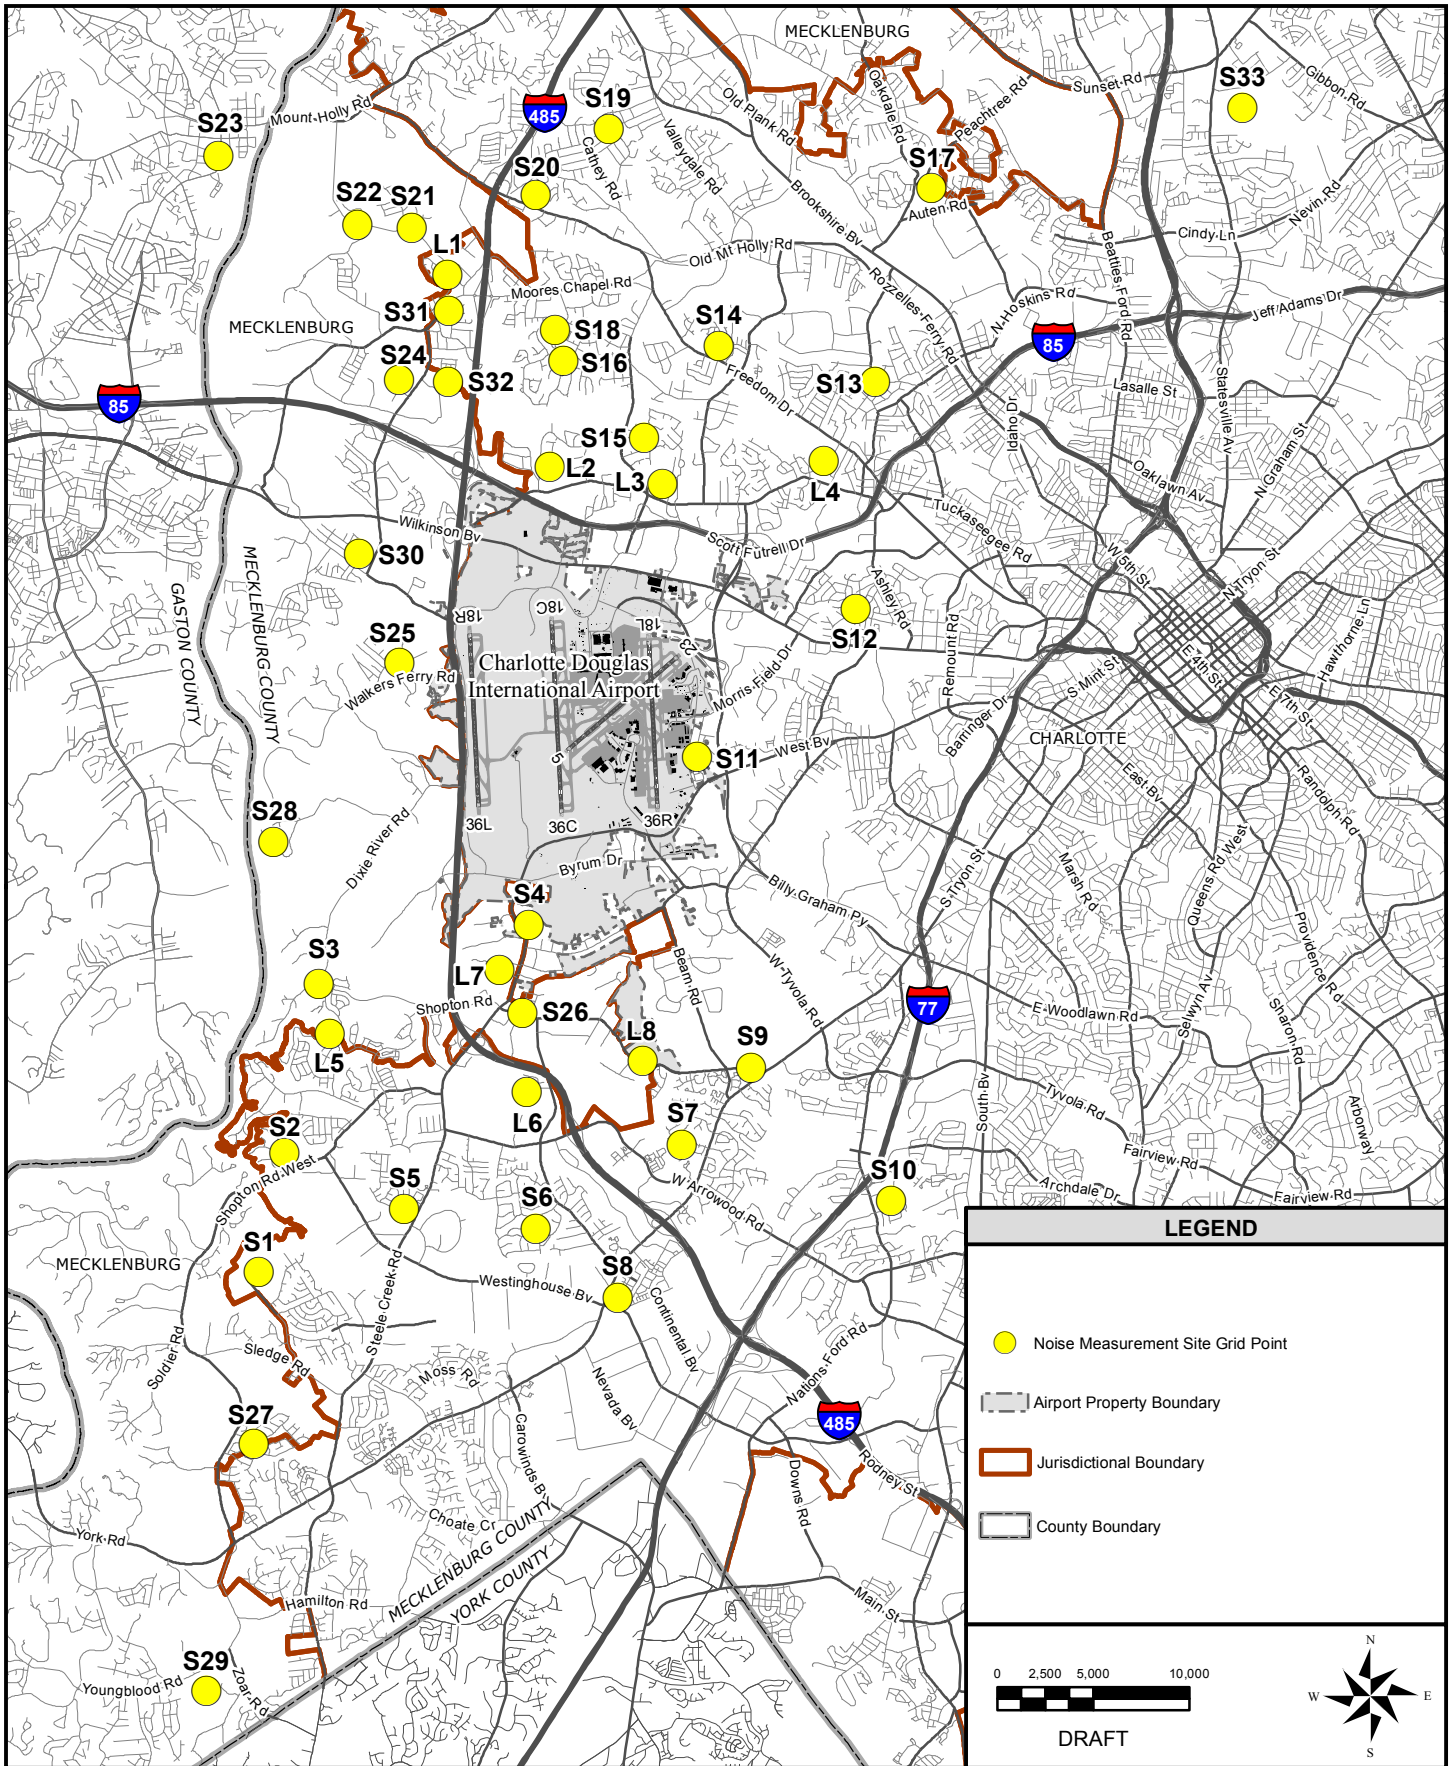 MECKLENBURG
Sunset Rd
S33
Gibbon Rd
Mount Holly Rd
S23
485
S19
Cathey Rd
Valleydale Rd
Old Plank Rd
Oakdale Rd
Peachtree Rd
S17
Auten Rd
S20
S22
S21
L1
Brookshire Bv
Nevin Rd
Cindy Ln
Beatties Ford Rd
Old Mt Holly Rd
Moores Chapel Rd
Rozzelles Ferry Rd
N Hoskins Rd
Jeff Adams Dr
S31
MECKLENBURG
S18
S14
85
S24
S32
S16
Freedom Dr
S13
Lasalle St
Statesville Av
85
Idaho Dr
N Graham St
S15
L2
L3
L4
Oaklawn Av
Tuckaseegee Rd
Wilkinson Bv
Scott Futrell Dr
W 5th St
N Tryon St
S30
MECKLENBURG COUNTY
GASTON COUNTY
Ashley Rd
18R
18C
18L
23
S12
Remount Rd
Hawthorne Ln
E 4th St
S25
Charlotte Douglas
International Airport
Walkers Ferry Rd
Morris Field Dr
S Mint St
E 7th St
Barringer Dr
CHARLOTTE
West Bv
S11
5
East Bv
Randolph Rd
S28
36L
36C
36R
Dixie River Rd
Byrum Dr
S Tryon St
Marsh Rd
Queens Rd West
Billy Graham Py
S4
Providence Rd
S3
L7
Beam Rd
W Tyvola Rd
Shopton Rd
S26
77
E Woodlawn Rd
Selwyn Av
Sharon Rd
L5
L8
S9
South Bv
Tyvola Rd
Arborway
L6
S7
S2
Fairview Rd
Shopton Rd West
S5
S6
W Arrowood Rd
S10
Archdale Dr
Fairview Rd
S1
MECKLENBURG
Steele Creek Rd
Westinghouse Bv
S8
Continental Bv
Soldier Rd
Sledge Rd
Moss Rd
Nations Ford Rd
Nevada Bv
S27
Carowinds Bv
485
Rodney St
Downs Rd
York Rd
Choate Cr
MECKLENBURG COUNTY
YORK COUNTY
Hamilton Rd
Main St
S29
Youngblood Rd
Zoar Rd
LEGEND
Noise Measurement Site Grid Point
Airport Property Boundary
Jurisdictional Boundary
County Boundary
0 2,500 5,000 10,000
DRAFT
N
W
E
S